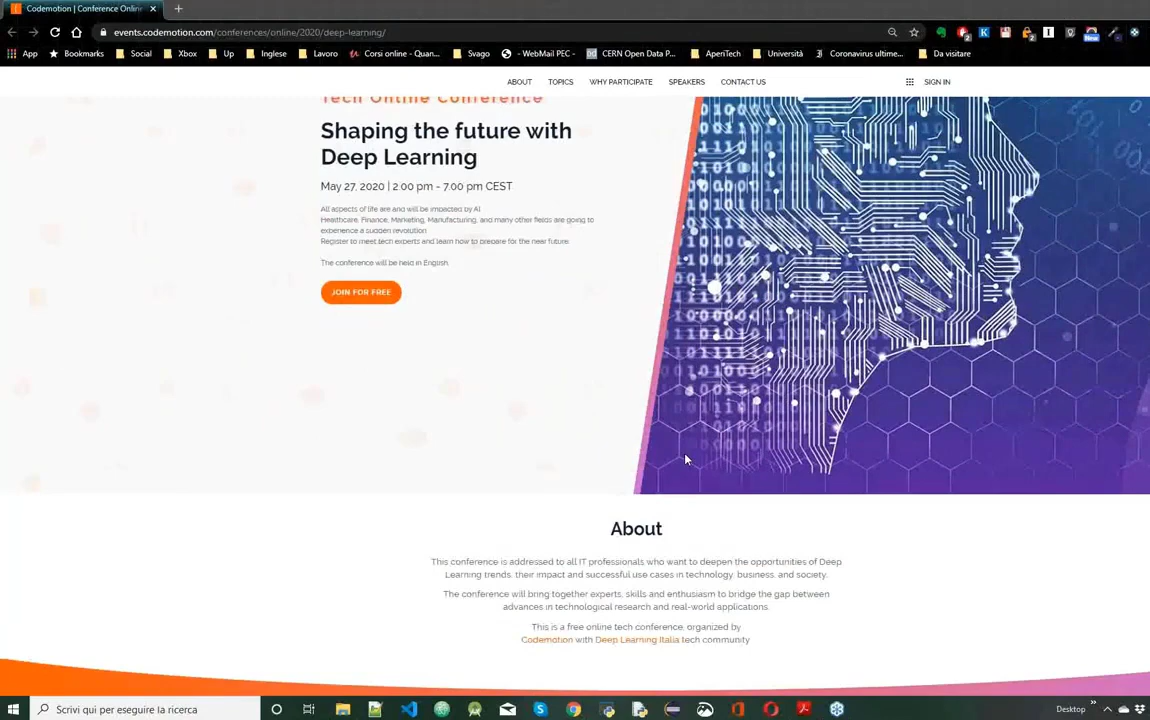 Codemotion | Conference Onlin
events.codemotion.com/conferences/online/2020/deep-learning/
App Bookmarks Social Xbox Up Inglese Lavoro Corsi online - Quan... Svago - WebMail PEC - CERN Open Data P... AperiTech Università Coronavirus ultime... Da visitare
ABOUT TOPICS WHY PARTICIPATE SPEAKERS CONTACT US SIGN IN
Tech Online Conference
Shaping the future with
Deep Learning
May 27, 2020 | 2:00 pm - 7:00 pm CEST
All aspects of life are and will be impacted by AI.
Healthcare, Finance, Marketing, Manufacturing, and many other fields are going to
experience a sudden revolution
Register to meet tech experts and learn how to prepare for the near future.
The conference will be held in English.
JOIN FOR FREE
About
This conference is addressed to all IT professionals who want to deepen the opportunities of Deep
Learning trends, their impact and successful use cases in technology, business, and society.
The conference will bring together experts, skills and enthusiasm to bridge the gap between
advances in technological research and real-world applications.
This is a free online tech conference, organized by
Codemotion with Deep Learning Italia tech community
Scrivi qui per eseguire la ricerca
Desktop